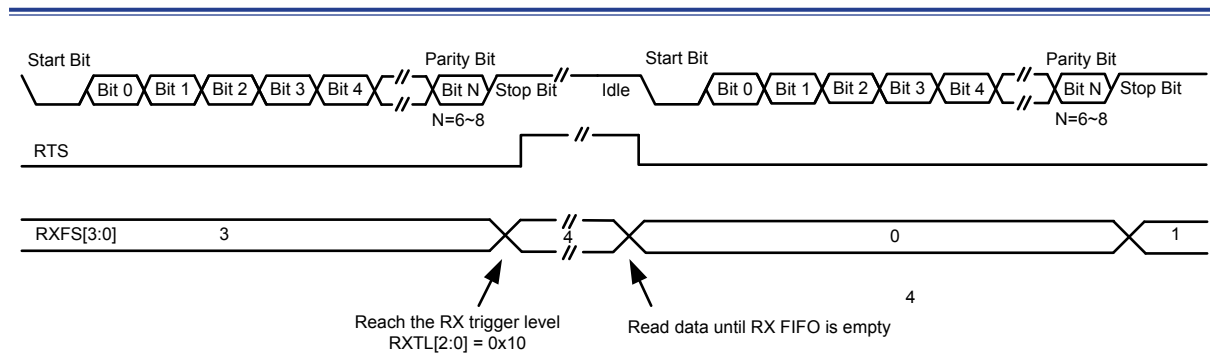 Start Bit Parity Bit Start Bit Parity Bit
Bit 0 Bit 1 Bit 2 Bit 3 Bit 4 Bit N Stop Bit Idle Bit 0 Bit 1 Bit 2 Bit 3 Bit 4 Bit N Stop Bit
N=6~8 N=6~8
RTS
RXFS[3:0] 3 4 0 1
4
Reach the RX trigger level
RXTL[2:0] = 0x10
Read data until RX FIFO is empty